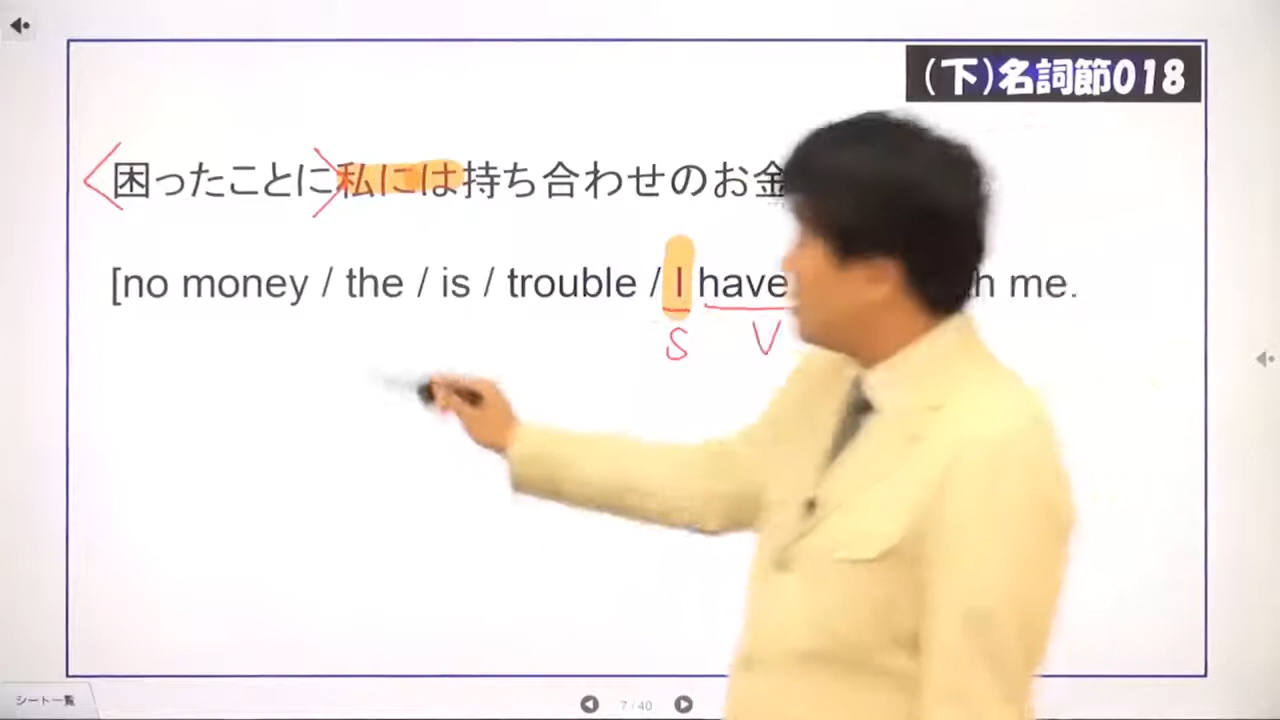 (下)名詞節018
困ったことに私には持ち合わせのお金
[no money / the / is / trouble / I have
h me.
S V
シート一覧
7 / 40